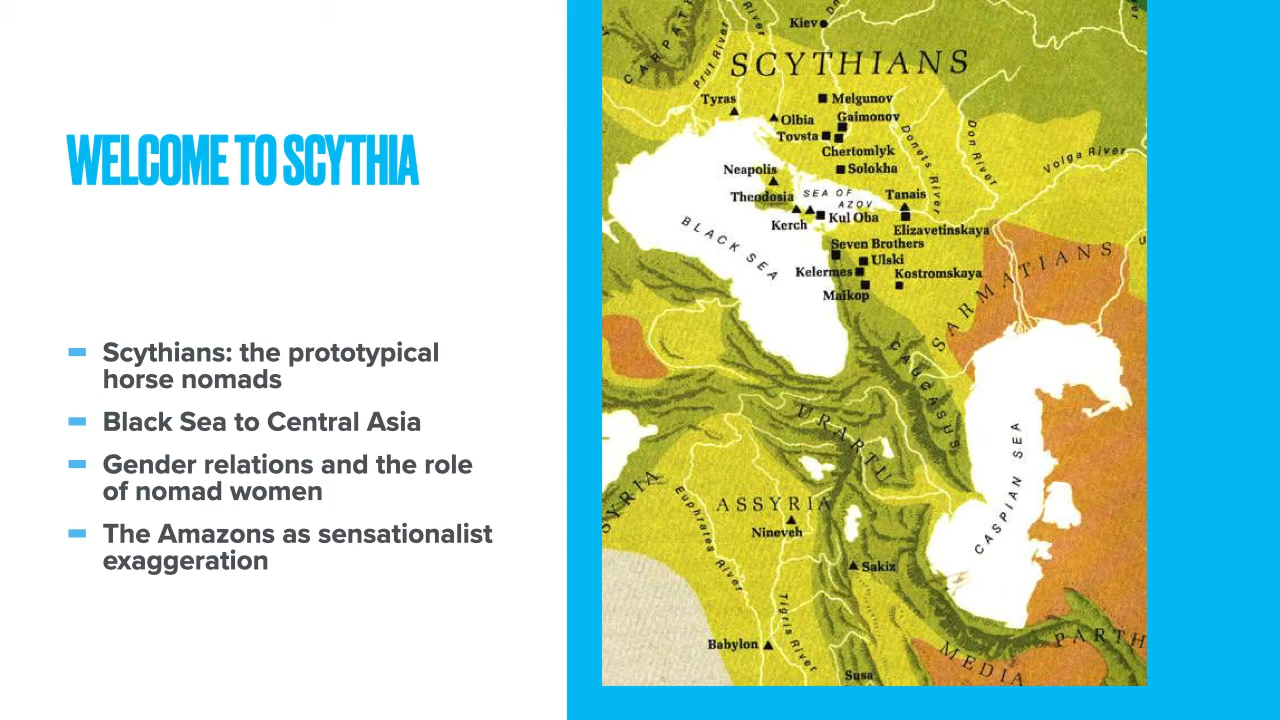 WELCOME TO SCYTHIA
Scythians: the prototypical
horse nomads
Black Sea to Central Asia
Gender relations and the role
of nomad women
The Amazons as sensationalist
exaggeration
Kiev
CARPAT
Prut River
River
SCYTHIANS
Tyras
Melgunov
Olbia
Gaimonov
Tovsta
Chertomlyk
Donets River
Don River
Volga River
Neapolis
Solokha
Theodosia
SEA OF
AZOV
Tanais
Kerch
Kul Oba
Elizavetinskaya
BLACK SEA
Seven Brothers
Ulski
Kelermes
Kostromskaya
Maikop
SARMATIANS
CAUCASUS
URARTU
CASPIAN SEA
SYRIA
ASSYRIA
Euphrates River
Nineveh
Sakiz
Tigris River
Babylon
Susa
MEDIA
PARTH